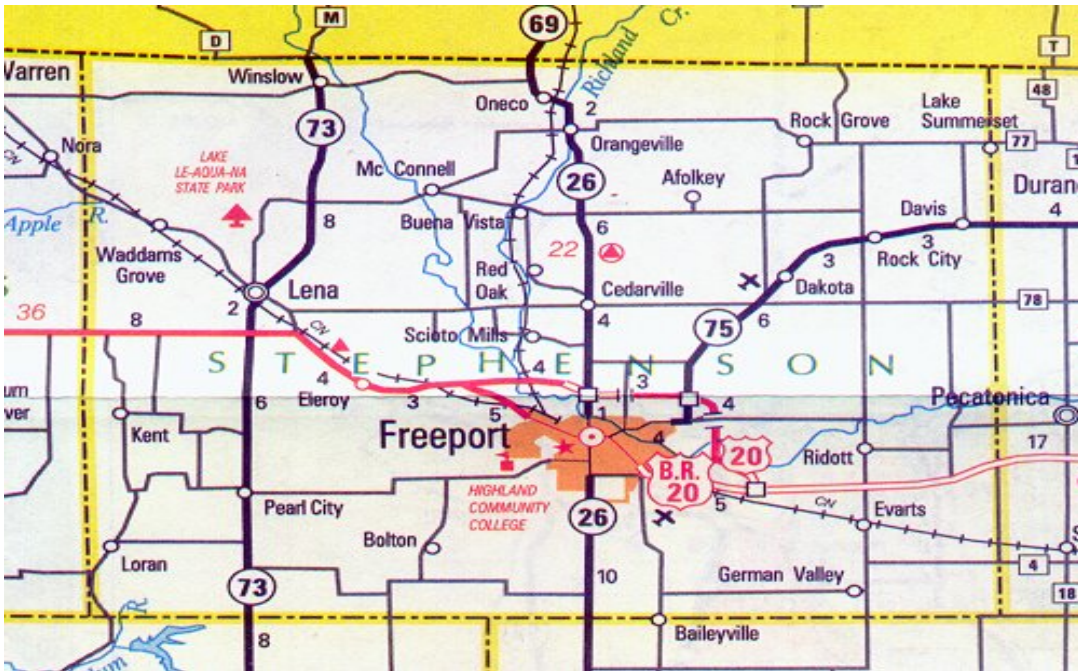 M
69
D
Cr.
T
Warren
Winslow
Richland
48
Oneco
2
Lake
Summerset
73
Rock Grove
77
Nora
CN
Orangeville
LAKE
LE-AQUA-NA
STATE PARK
Mc Connell
26
Afolkey
Durand
Apple R.
8
Buena Vista
6
Davis
4
Waddams
Grove
22
3
Rock City
3
Red
Oak
Dakota
2
Lena
Cedarville
78
36
8
CN
4
6
75
Scioto Mills
STEPHENSON
4
4
3
Eleroy
3
5
1
4
Pecatonica
6
Kent
Freeport
4
17
B.R.
20
20
Ridott
HIGHLAND
COMMUNITY
COLLEGE
5
CN
Pearl City
26
Evarts
Bolton
Loran
4
73
10
German Valley
18
R.
8
Baileyville